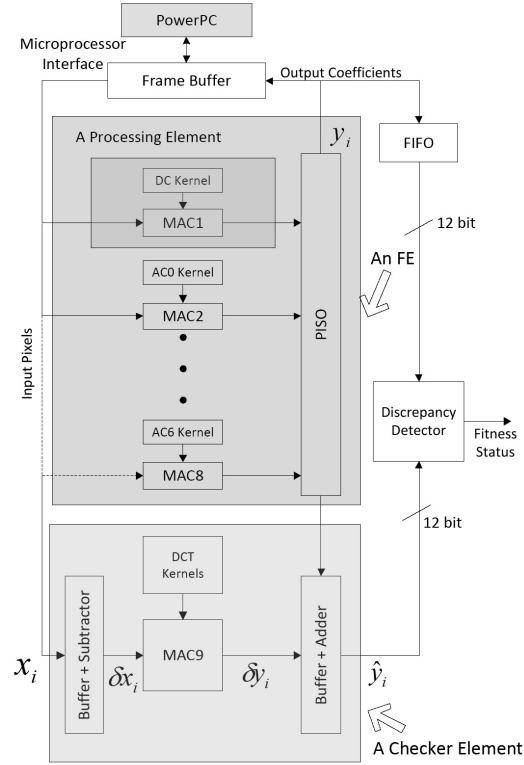 PowerPC
Microprocessor
Interface
Frame Buffer
Output Coefficients
A Processing Element
y_i
FIFO
DC Kernel
MAC1
12 bit
An FE
AC0 Kernel
MAC2
PISO
Input Pixels
Discrepancy
Detector
Fitness
Status
AC6 Kernel
MAC8
12 bit
DCT
Kernels
Buffer + Subtractor
MAC9
Buffer + Adder
x_i
δx_i
δy_i
ŷ_i
A Checker Element